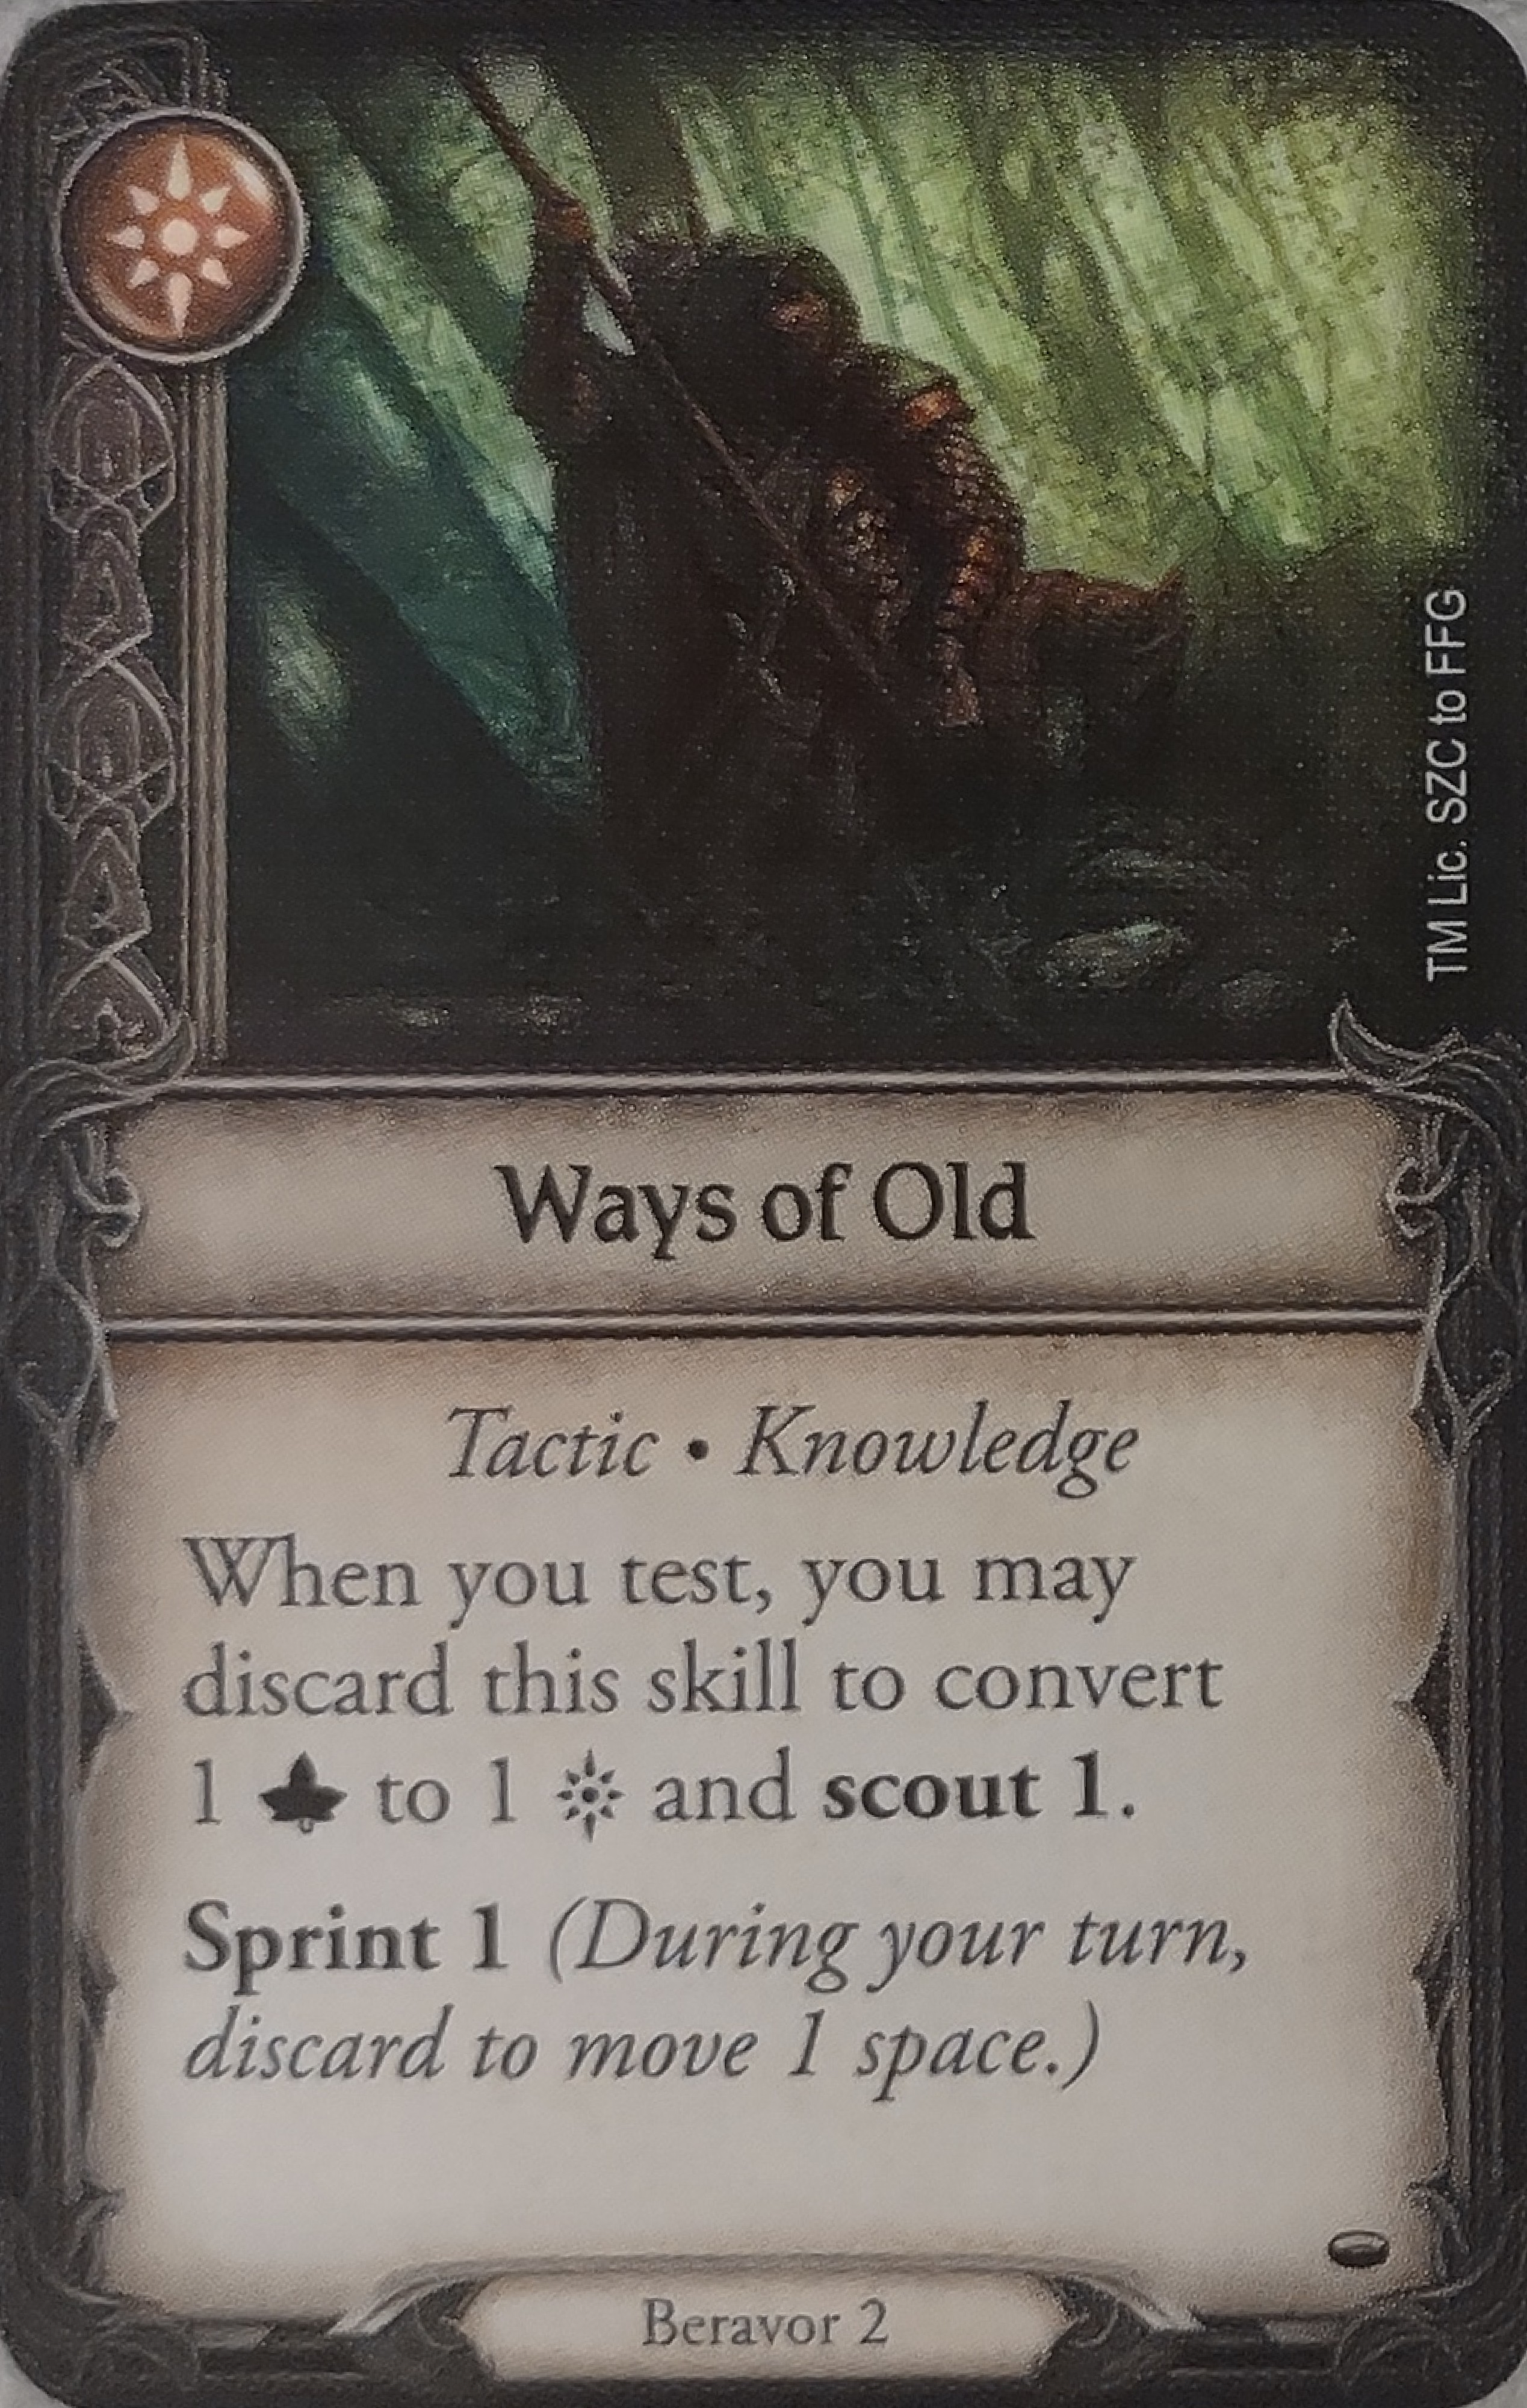 TM Lic. SZC to FFG
Ways of Old
Tactic • Knowledge
When you test, you may
discard this skill to convert
1 to 1 and scout 1.
Sprint 1 (During your turn,
discard to move 1 space.)
Beravor 2